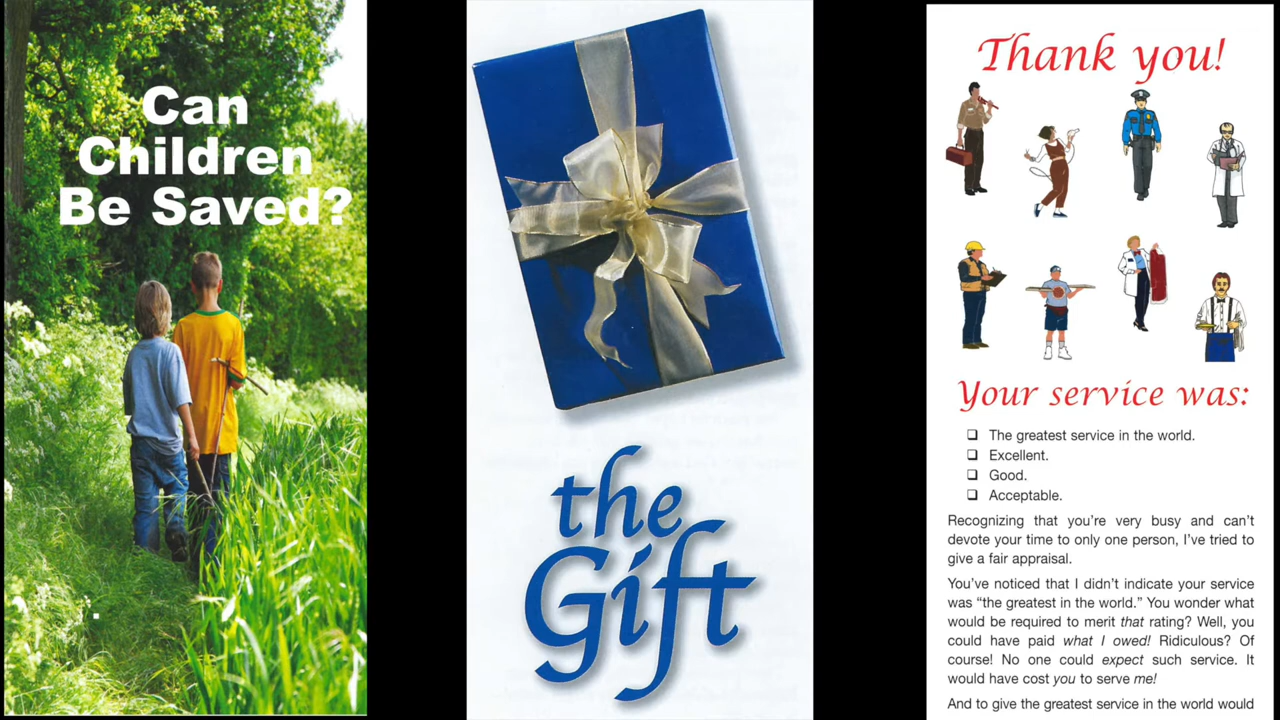 Can
Children
Be Saved?
the
Gift
Thank you!
Your service was:
❑ The greatest service in the world.
❑ Excellent.
❑ Good.
❑ Acceptable.
Recognizing that you’re very busy and can’t
devote your time to only one person, I’ve tried to
give a fair appraisal.
You’ve noticed that I didn’t indicate your service
was “the greatest in the world.” You wonder what
would be required to merit that rating? Well, you
could have paid what I owed! Ridiculous? Of
course! No one could expect such service. It
would have cost you to serve me!
And to give the greatest service in the world would